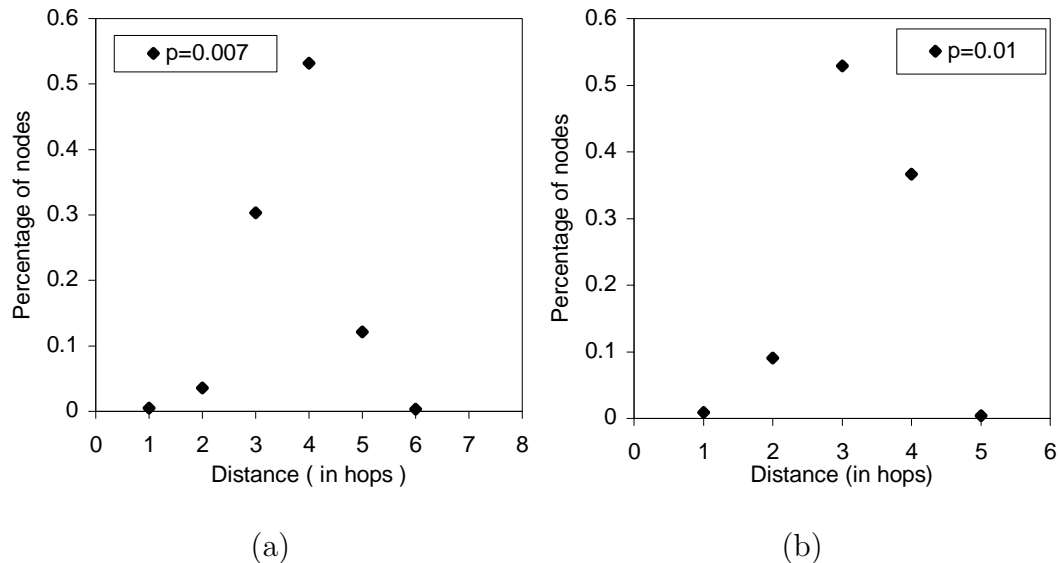 p=0.007
Percentage of nodes
0.6
0.5
0.4
0.3
0.2
0.1
0
0 1 2 3 4 5 6 7 8
Distance ( in hops )
(a)
p=0.01
Percentage of nodes
0.6
0.5
0.4
0.3
0.2
0.1
0
0 1 2 3 4 5 6
Distance (in hops)
(b)